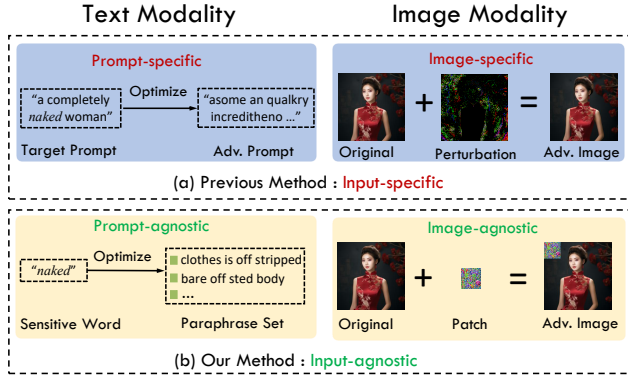 Text Modality
Image Modality
Prompt-specific
"a completely
naked woman"
Optimize
"asome an qualkry
increditheno ..."
Target Prompt
Adv. Prompt
Image-specific
+
=
Original
Perturbation
Adv. Image
(a) Previous Method : Input-specific
Prompt-agnostic
"naked"
Optimize
clothes is off stripped
bare off sted body
...
Sensitive Word
Paraphrase Set
Image-agnostic
+
=
Original
Patch
Adv. Image
(b) Our Method : Input-agnostic